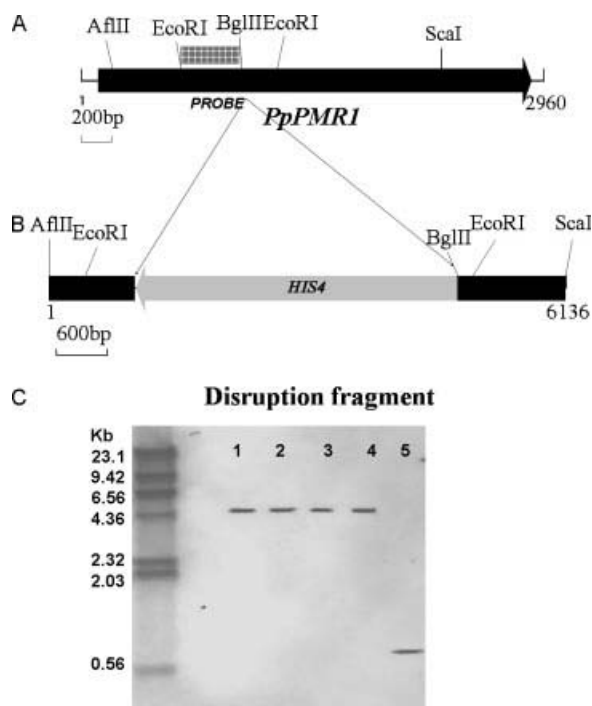 A
AflII EcoRI BglIIEcoRI ScaI
1 PROBE PpPMR1 2960
200bp
B AflII EcoRI BglII EcoRI ScaI
HIS4
1 6136
600bp
C Disruption fragment
Kb
1 2 3 4 5
23.1
9.42
6.56
4.36
2.32
2.03
0.56